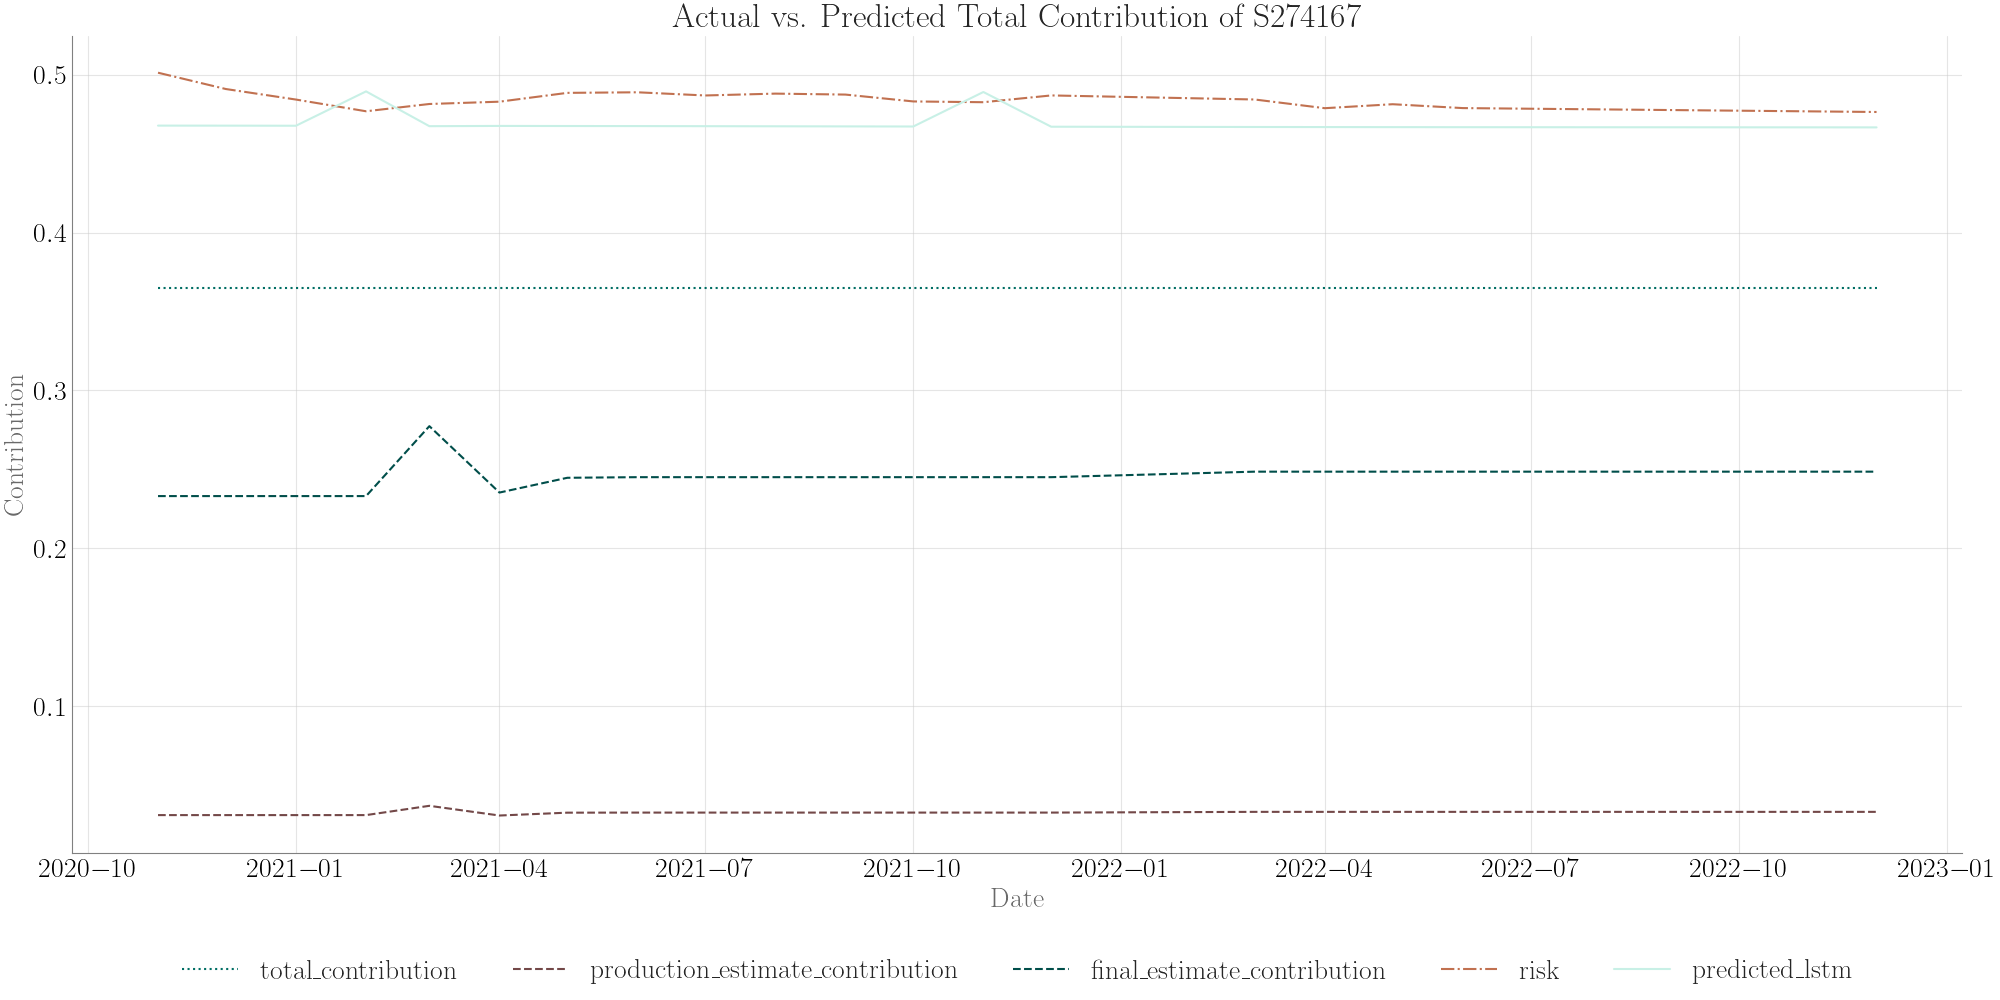 Actual vs. Predicted Total Contribution of S274167
0.5
0.4
0.3
0.2
0.1
Contribution
2020−10 2021−01 2021−04 2021−07 2021−10 2022−01 2022−04 2022−07 2022−10 2023−01
Date
total_contribution production_estimate_contribution final_estimate_contribution risk predicted_lstm